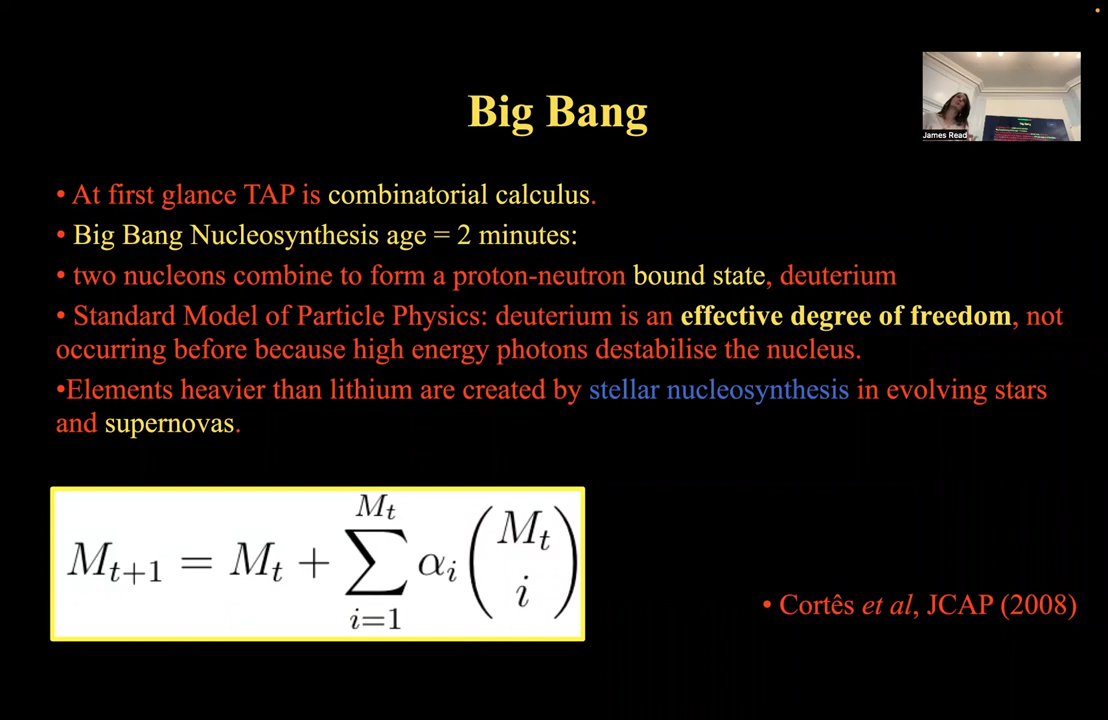 Big Bang
James Read
• At first glance TAP is combinatorial calculus.
• Big Bang Nucleosynthesis age = 2 minutes:
• two nucleons combine to form a proton-neutron bound state, deuterium
• Standard Model of Particle Physics: deuterium is an effective degree of freedom, not
occurring before because high energy photons destabilise the nucleus.
•Elements heavier than lithium are created by stellar nucleosynthesis in evolving stars
and supernovas.
M_{t+1} = M_t + \sum_{i=1}^{M_t} \alpha_i \binom{M_t}{i}
• Cortês et al, JCAP (2008)